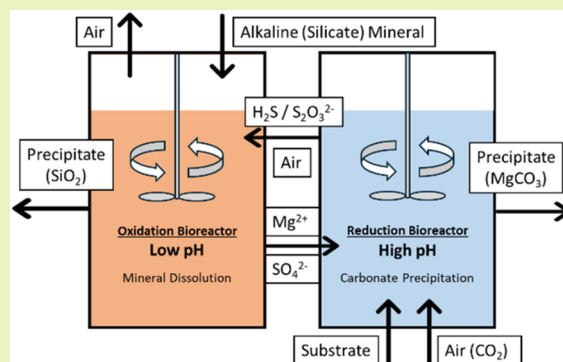 Air
Alkaline (Silicate) Mineral
H₂S / S₂O₃²⁻
Air
Precipitate
(SiO₂)
Precipitate
(MgCO₃)
Oxidation Bioreactor
Low pH
Mineral Dissolution
Mg²⁺
SO₄²⁻
Reduction Bioreactor
High pH
Carbonate Precipitation
Substrate
Air (CO₂)